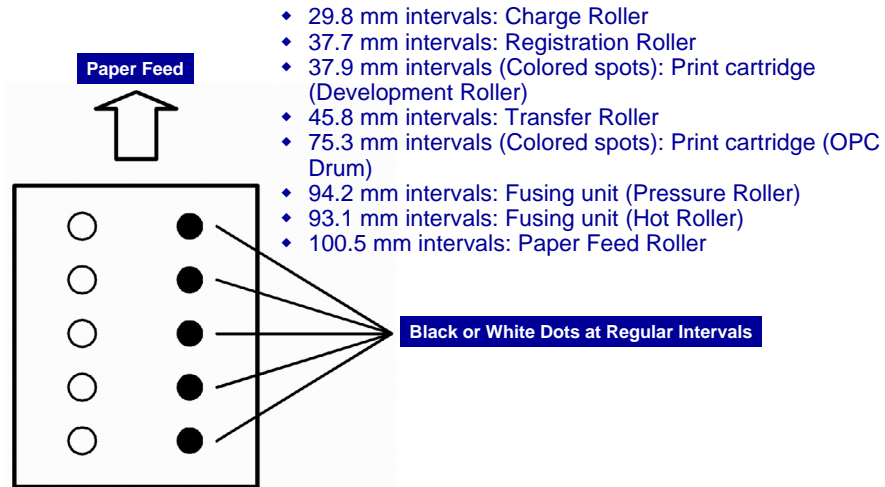 ◆ 29.8 mm intervals: Charge Roller
◆ 37.7 mm intervals: Registration Roller
◆ 37.9 mm intervals (Colored spots): Print cartridge
(Development Roller)
◆ 45.8 mm intervals: Transfer Roller
◆ 75.3 mm intervals (Colored spots): Print cartridge (OPC
Drum)
◆ 94.2 mm intervals: Fusing unit (Pressure Roller)
◆ 93.1 mm intervals: Fusing unit (Hot Roller)
◆ 100.5 mm intervals: Paper Feed Roller
Paper Feed
Black or White Dots at Regular Intervals